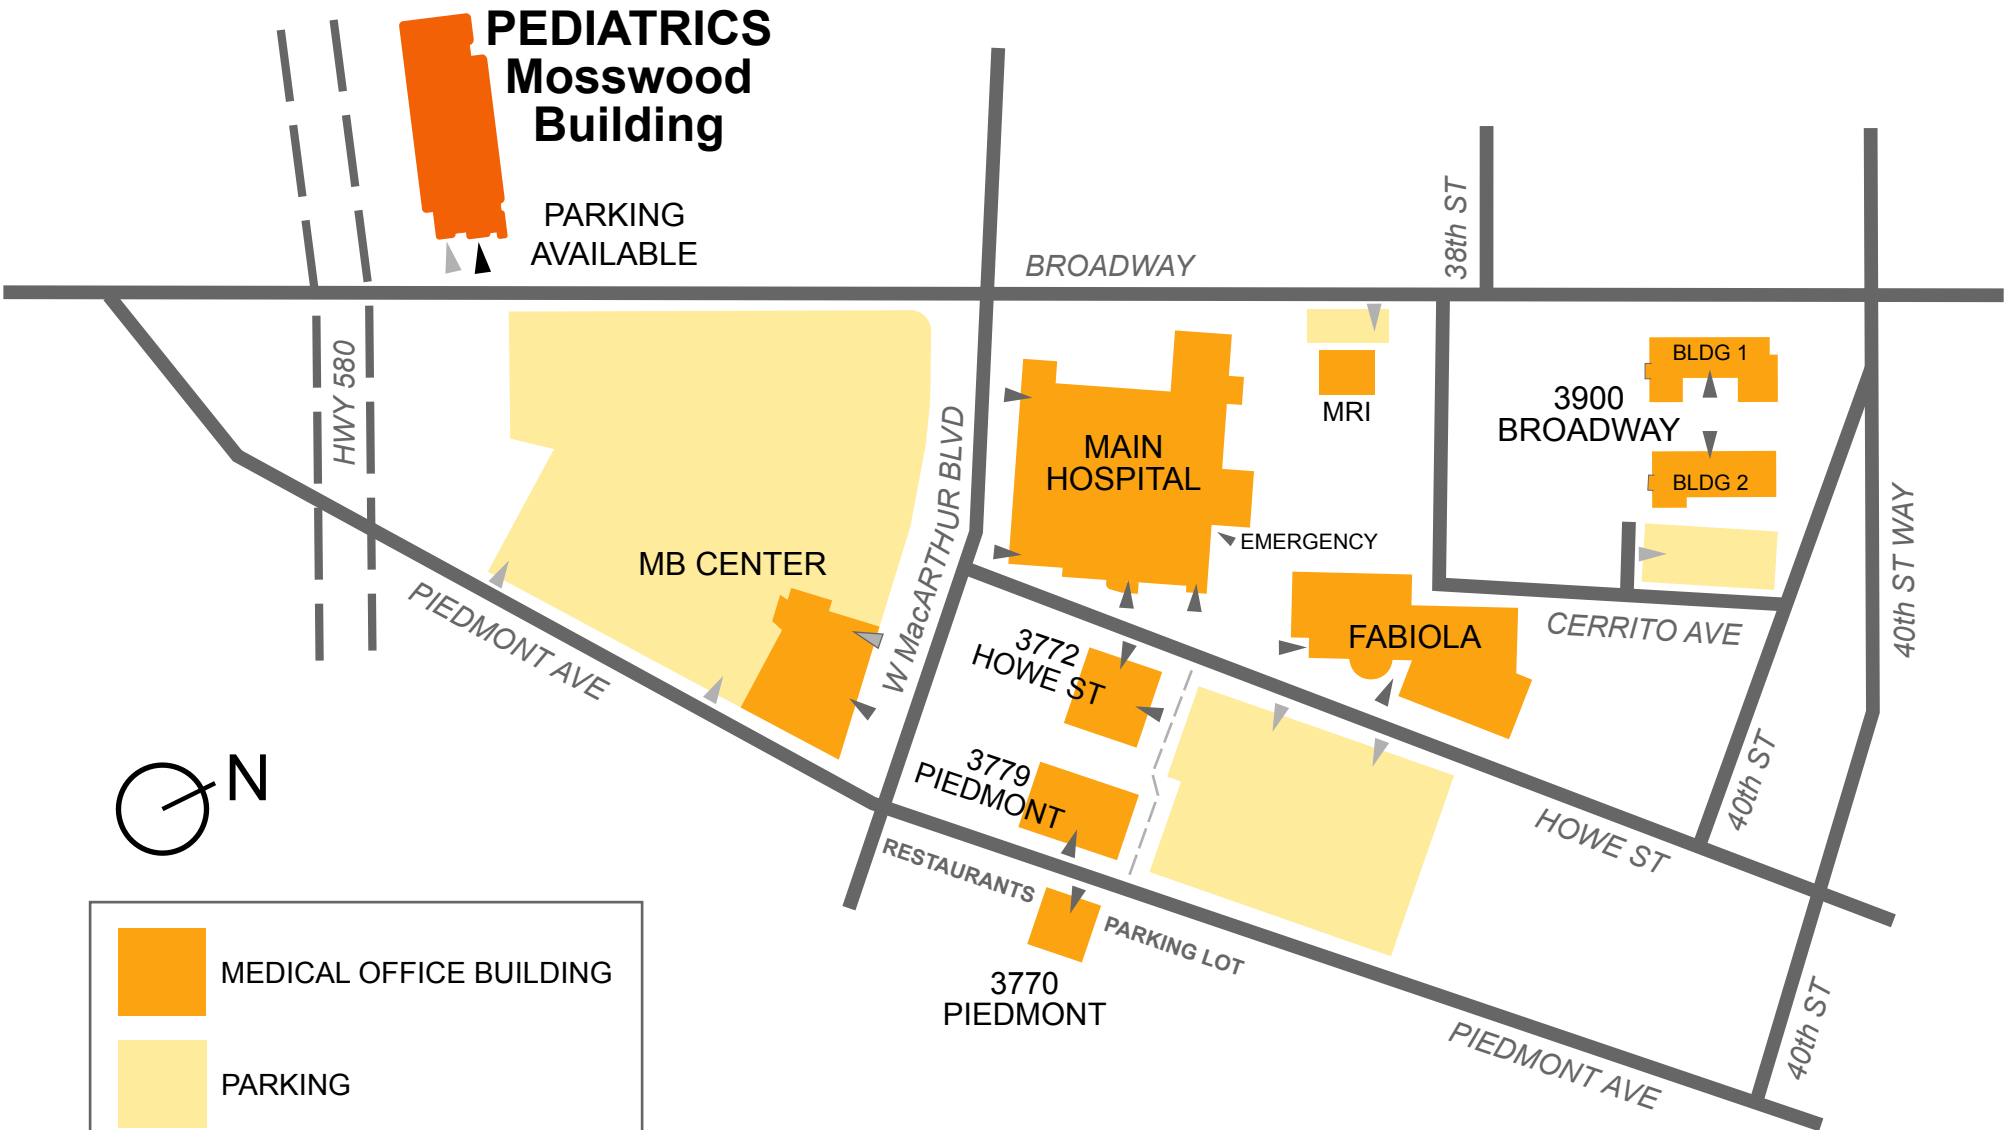 PEDIATRICS
Mosswood
Building
PARKING
AVAILABLE
BROADWAY
38th ST
HWY 580
W MacARTHUR BLVD
MAIN
HOSPITAL
EMERGENCY
MRI
3900
BROADWAY
BLDG 1
BLDG 2
40th ST WAY
MB CENTER
PIEDMONT AVE
3772
HOWE ST
FABIOLA
CERRITO AVE
3779
PIEDMONT
40th ST
HOWE ST
N
RESTAURANTS
PARKING LOT
3770
PIEDMONT
PIEDMONT AVE
40th ST
MEDICAL OFFICE BUILDING
PARKING